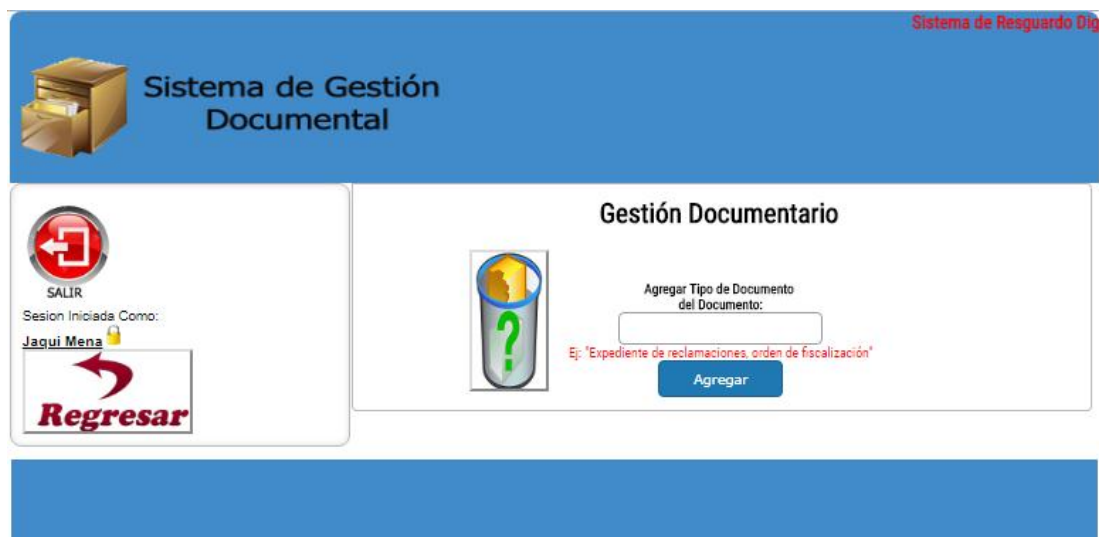 Sistema de Resguardo Dig
Sistema de Gestión
Documental
SALIR
Sesion Iniciada Como:
Jaqui Mena
Regresar
Gestión Documentario
Agregar Tipo de Documento
del Documento:
Ej: "Expediente de reclamaciones, orden de fiscalización"
Agregar